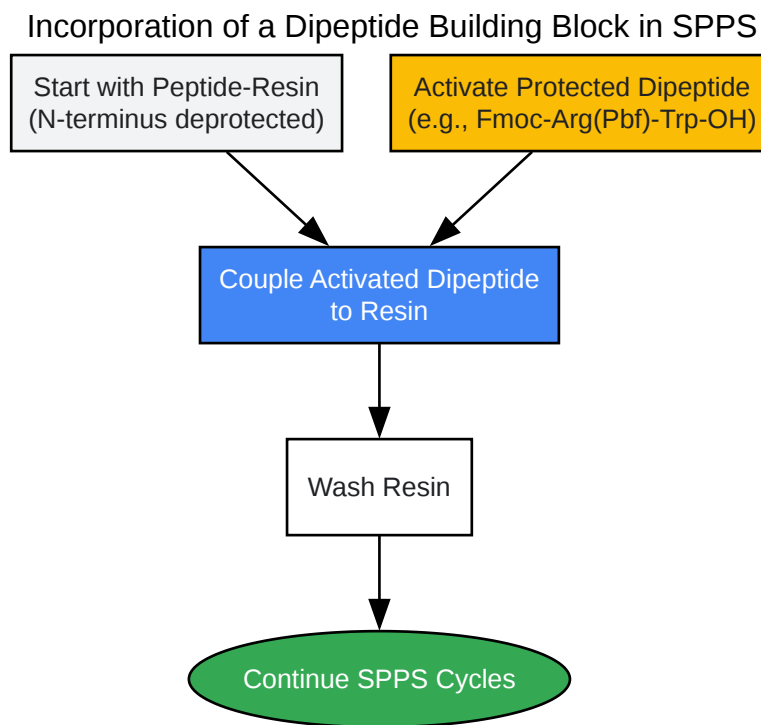 Incorporation of a Dipeptide Building Block in SPPS
Start with Peptide-Resin
(N-terminus deprotected)
Activate Protected Dipeptide
(e.g., Fmoc-Arg(Pbf)-Trp-OH)
Couple Activated Dipeptide
to Resin
Wash Resin
Continue SPPS Cycles